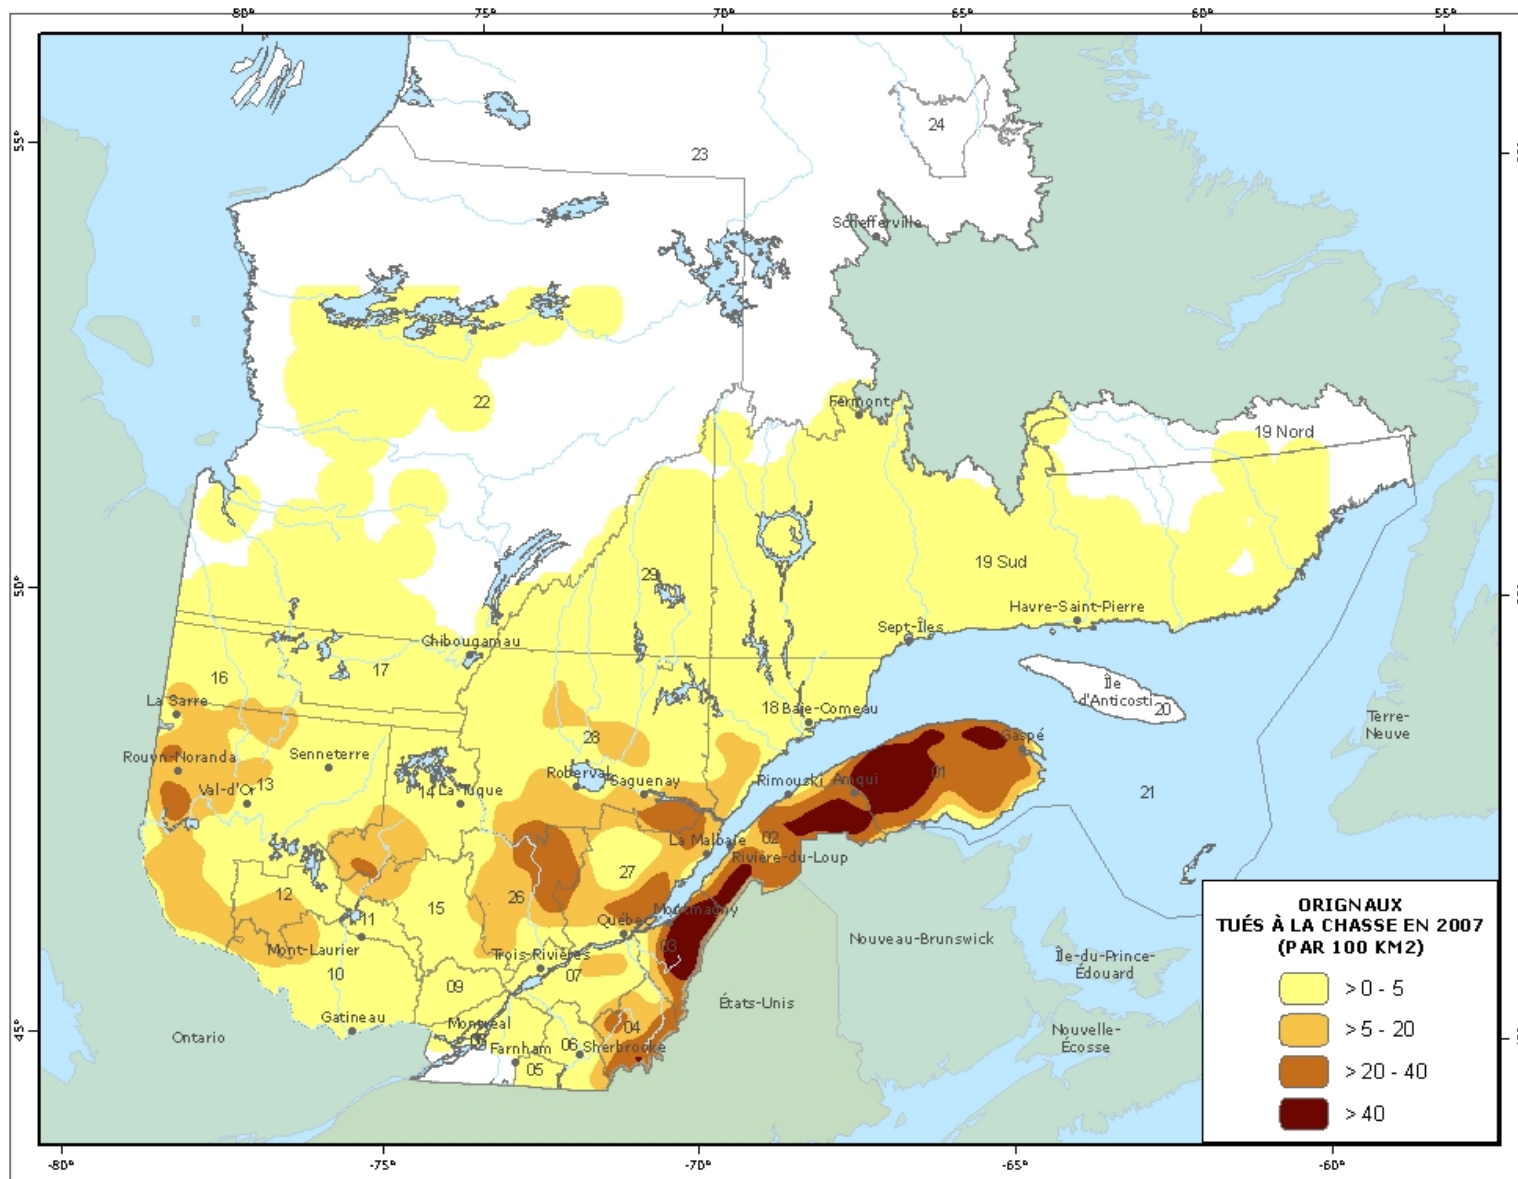 -80°
-75°
-70°
-65°
-60°
55°
55°
24
23
Schefferville
22
Fermont
19 Nord
19 Sud
29
50°
Havre-Saint-Pierre
Sept-Îles
Chibougamau
17
16
Île
d'Anticosti
20
La Sarre
18
Baie-Comeau
Terre-
Neuve
28
Gaspé
Rouyn-Noranda
Senneterre
Roberval
Saguenay
Rimouski
Amqui
01
Val-d'Or
13
14
La Tuque
21
02
La Malbaie
Rivière-du-Loup
27
12
26
15
11
Montmagny
Québec
03
Mont-Laurier
Nouveau-Brunswick
Trois-Rivières
07
Île-du-Prince-
Édouard
10
09
États-Unis
Gatineau
Montréal
04
Ontario
Nouvelle-
Écosse
45°
06
Sherbrooke
Farnham
05
ORIGNAUX
TUÉS À LA CHASSE EN 2007
(PAR 100 KM2)
> 0 - 5
> 5 - 20
> 20 - 40
> 40
-80°
-75°
-70°
-65°
-60°